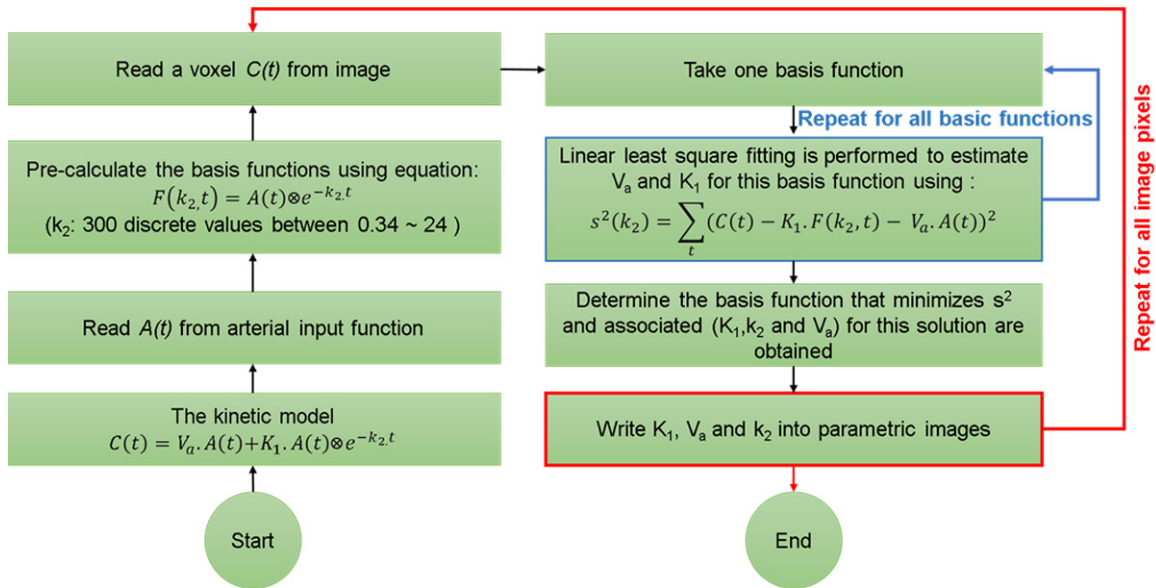 Start
The kinetic model
C(t) = Vₐ. A(t)+K₁. A(t)⊗e^{-k₂.t}
Read A(t) from arterial input function
Pre-calculate the basis functions using equation:
F(k₂,t) = A(t)⊗e^{-k₂.t}
(k₂: 300 discrete values between 0.34 ~ 24 )
Read a voxel C(t) from image
Take one basis function
Repeat for all basic functions
Linear least square fitting is performed to estimate
Vₐ and K₁ for this basis function using :
s²(k₂) = ∑ₜ(C(t) − K₁. F(k₂, t) − Vₐ. A(t))²
Determine the basis function that minimizes s²
and associated (K₁,k₂ and Vₐ) for this solution are
obtained
Write K₁, Vₐ and k₂ into parametric images
Repeat for all image pixels
End